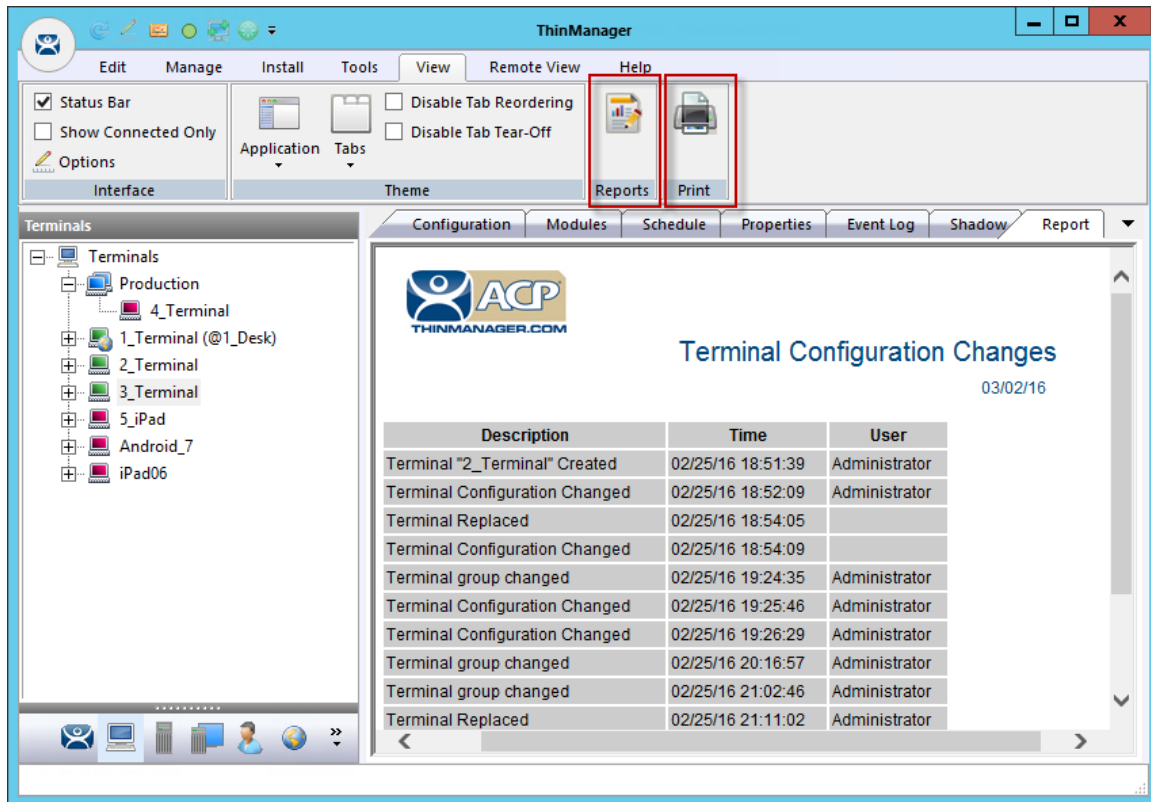 ThinManager
Edit Manage Install Tools View Remote View Help
Status Bar
Show Connected Only
Options
Interface
Application Tabs
Disable Tab Reordering
Disable Tab Tear-Off
Theme
Reports
Print
Terminals
Terminals
Production
4_Terminal
1_Terminal (@1_Desk)
2_Terminal
3_Terminal
5_iPad
Android_7
iPad06
Configuration Modules Schedule Properties Event Log Shadow Report
ACP
THINMANAGER.COM
Terminal Configuration Changes
03/02/16
Description Time User
Terminal "2_Terminal" Created 02/25/16 18:51:39 Administrator
Terminal Configuration Changed 02/25/16 18:52:09 Administrator
Terminal Replaced 02/25/16 18:54:05
Terminal Configuration Changed 02/25/16 18:54:09
Terminal group changed 02/25/16 19:24:35 Administrator
Terminal Configuration Changed 02/25/16 19:25:46 Administrator
Terminal Configuration Changed 02/25/16 19:26:29 Administrator
Terminal group changed 02/25/16 20:16:57 Administrator
Terminal group changed 02/25/16 21:02:46 Administrator
Terminal Replaced 02/25/16 21:11:02 Administrator